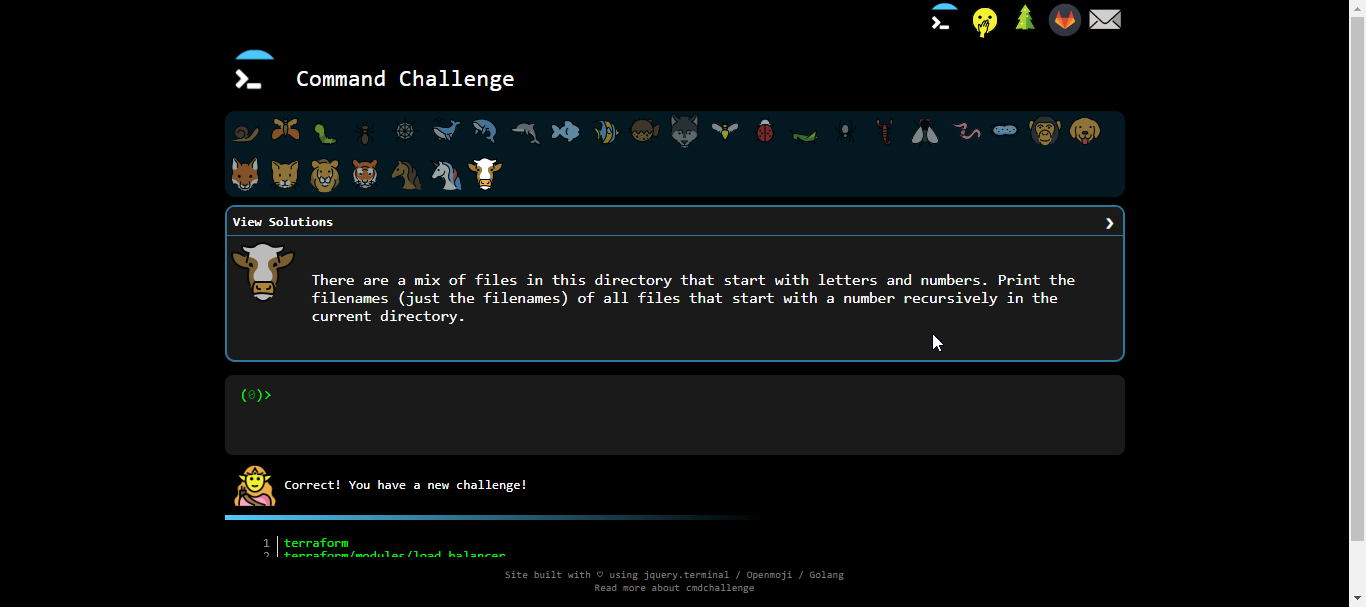 Command Challenge
View Solutions
There are a mix of files in this directory that start with letters and numbers. Print the
filenames (just the filenames) of all files that start with a number recursively in the
current directory.
(0)>
Correct! You have a new challenge!
1 terraform
2 terraform/modules/load_balancer
Site built with ♡ using jquery.terminal / Openmoji / Golang
Read more about cmdchallenge